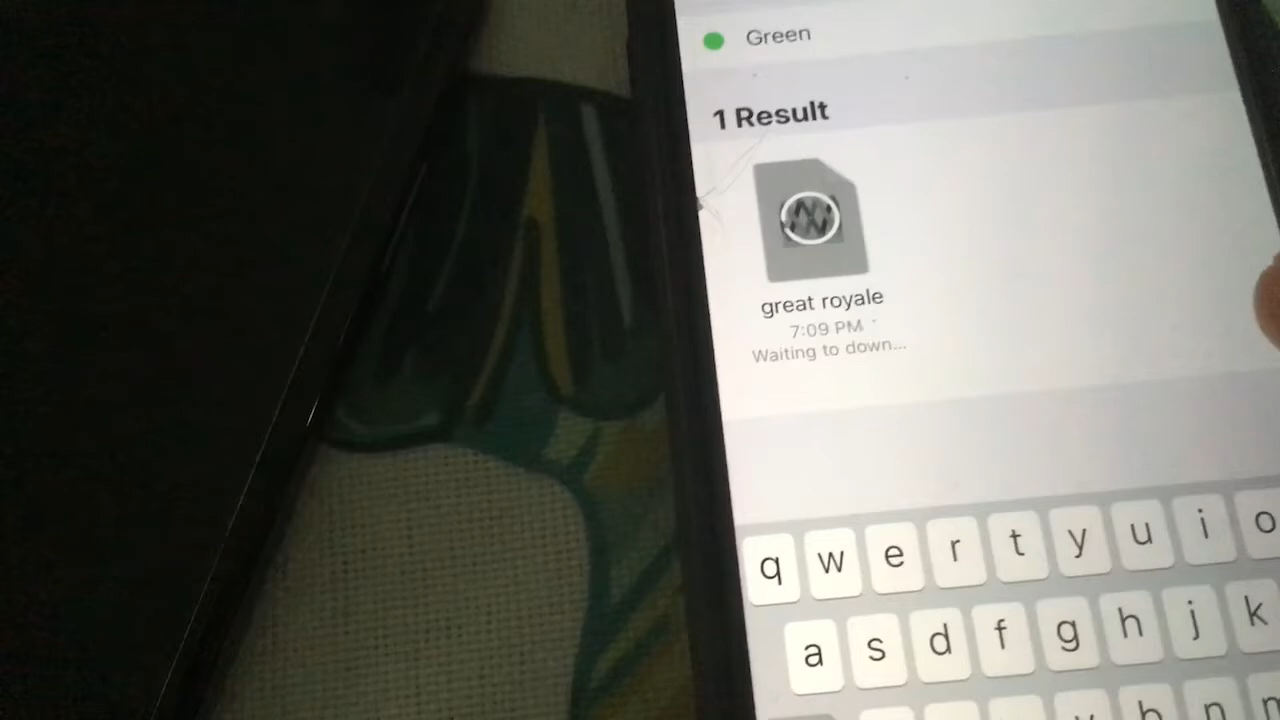 Green
1 Result
great royale
7:09 PM
Waiting to down...
q w e r t y u i o
a s d f g h j k